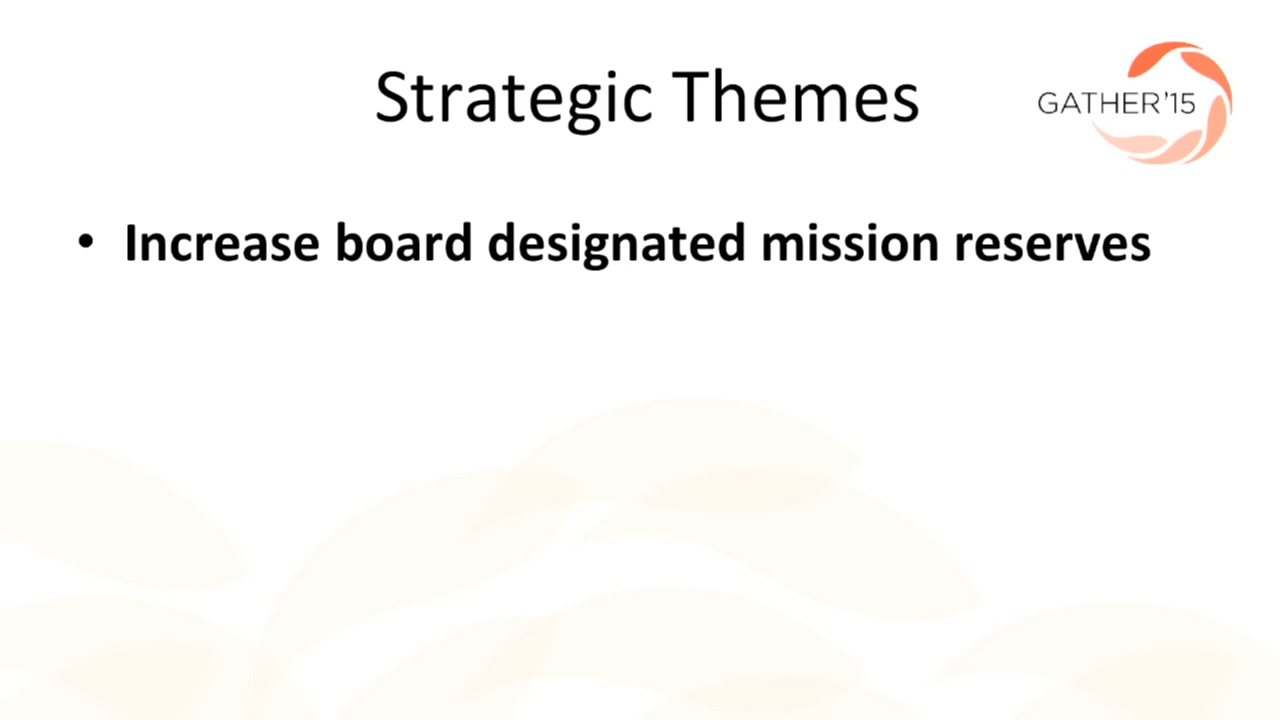 Strategic Themes
GATHER'15
• Increase board designated mission reserves